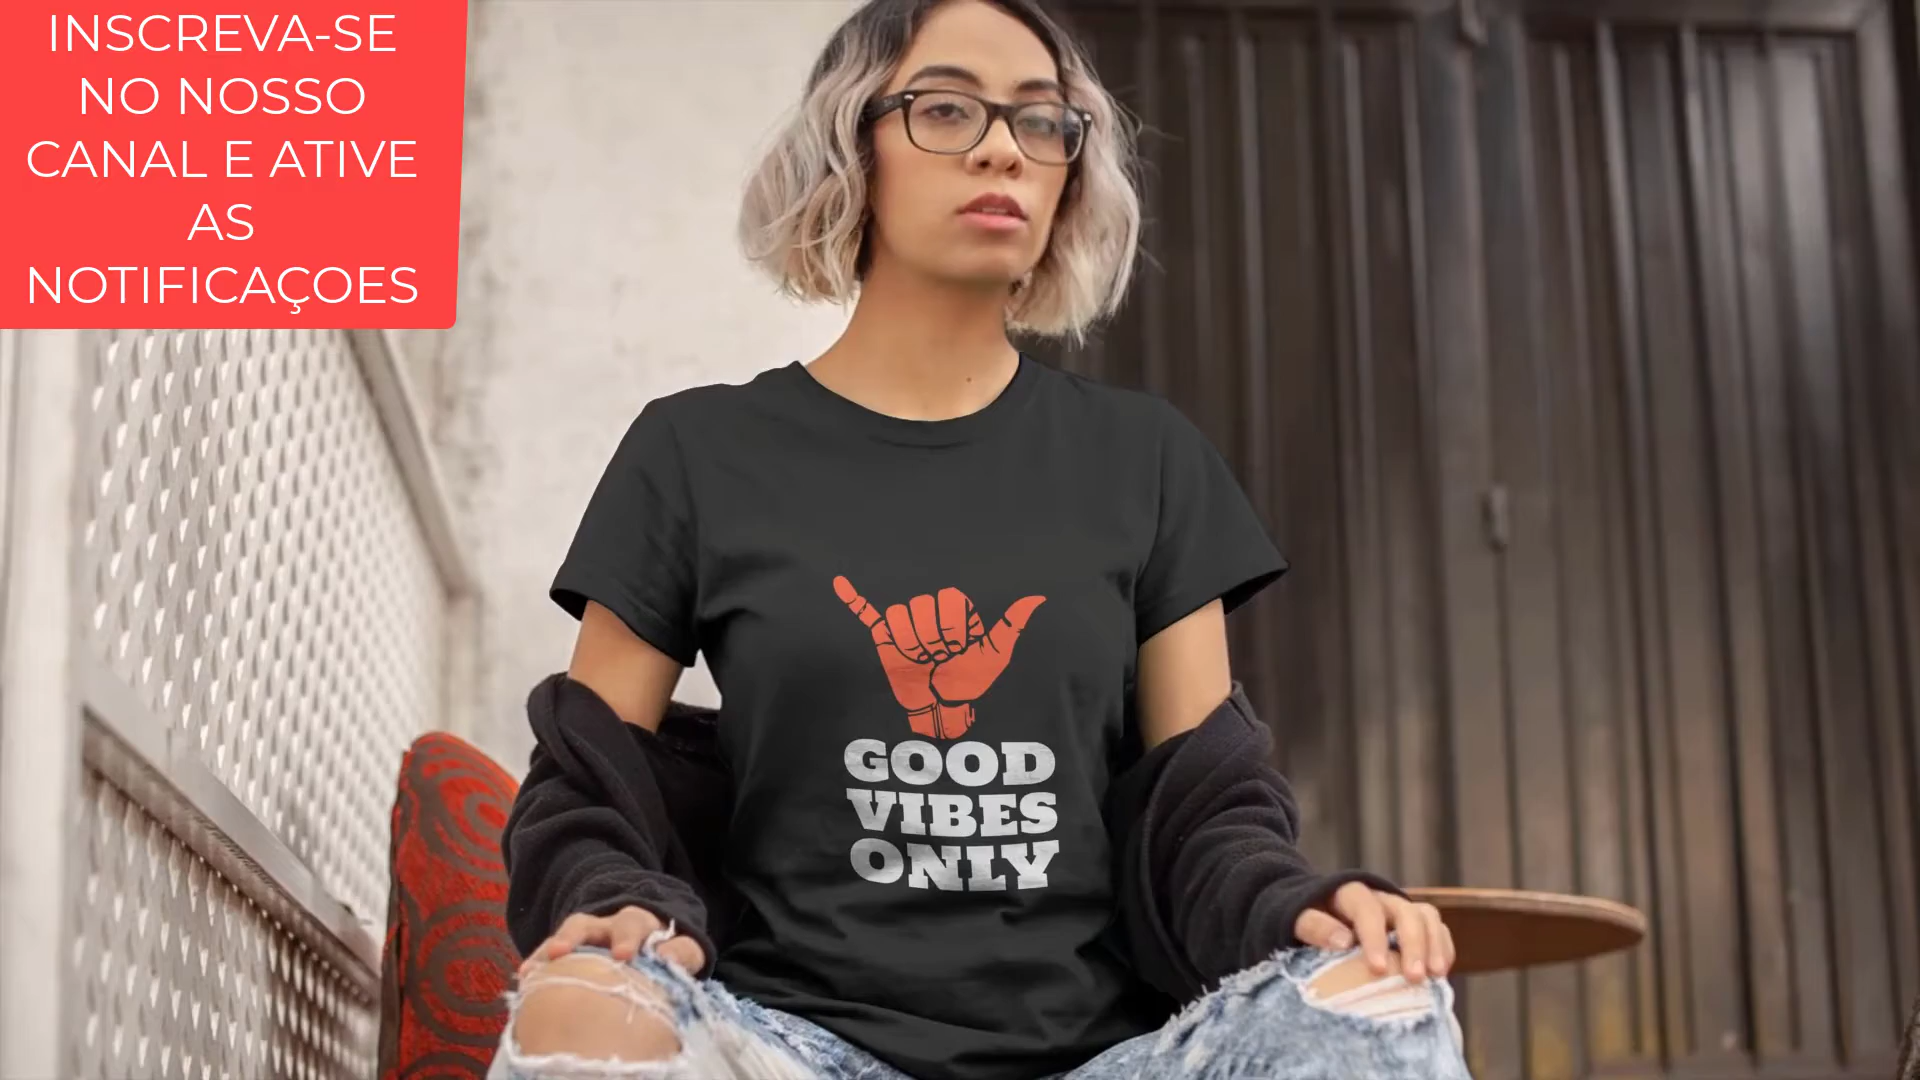 INSCREVA-SE
NO NOSSO
CANAL E ATIVE
AS
NOTIFICAÇOES
GOOD
VIBES
ONLY